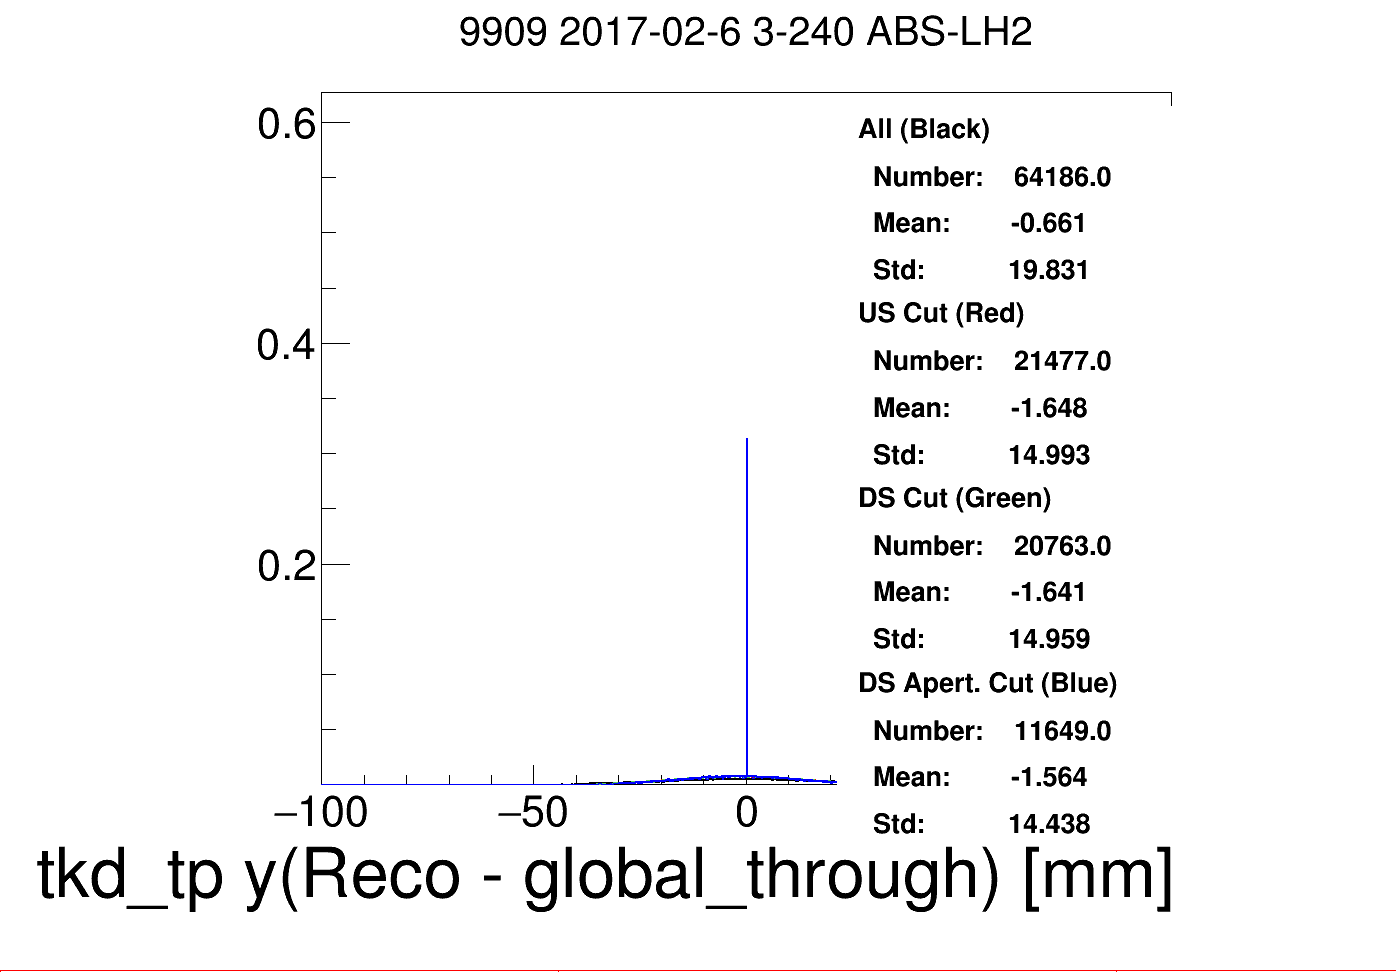 9909 2017-02-6 3-240 ABS-LH2
0.6
0.4
0.2
All (Black)
Number: 64186.0
Mean: -0.661
Std: 19.831
US Cut (Red)
Number: 21477.0
Mean: -1.648
Std: 14.993
DS Cut (Green)
Number: 20763.0
Mean: -1.641
Std: 14.959
DS Apert. Cut (Blue)
Number: 11649.0
Mean: -1.564
Std: 14.438
−100 −50 0
tkd_tp y(Reco - global_through) [mm]